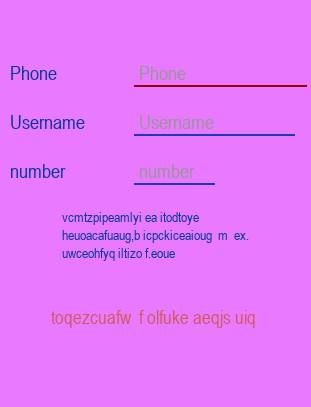 Phone Phone
Username Username
number number
vcmtzpipeamlyi ea itodtoye
heuoacafuaug,b icpckiceaioug m ex.
uwceohfyq iltizo f.eoue
toqezcuafw f olfuke aeqjs uiq